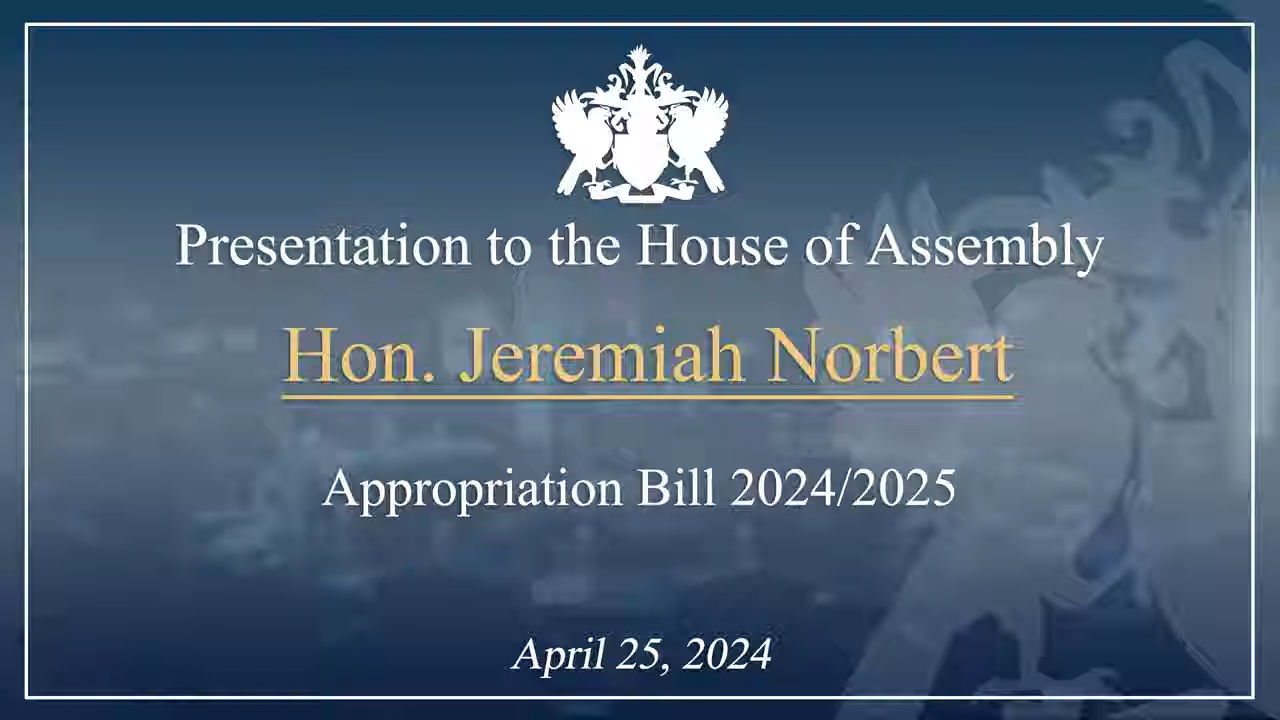 Presentation to the House of Assembly
Hon. Jeremiah Norbert
Appropriation Bill 2024/2025
April 25, 2024